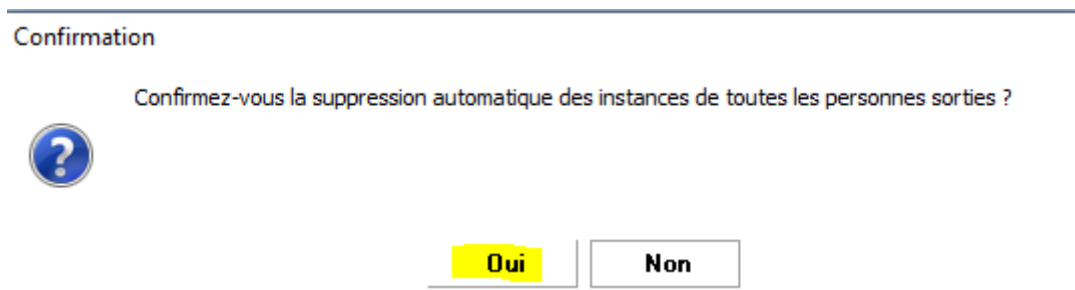 Confirmation
Confirmez-vous la suppression automatique des instances de toutes les personnes sorties ?
Oui Non